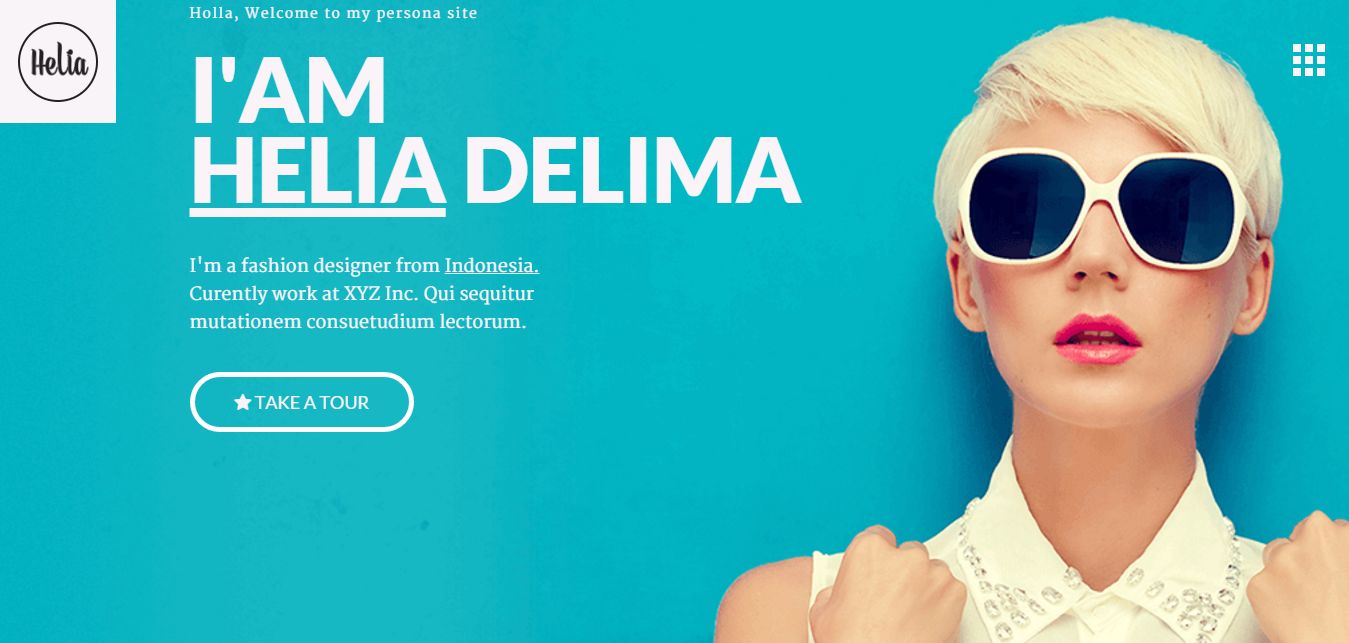 Holla, Welcome to my persona site
Helia
I'AM
HELIA DELIMA
I'm a fashion designer from Indonesia.
Curently work at XYZ Inc. Qui sequitur
mutationem consuetudium lectorum.
TAKE A TOUR